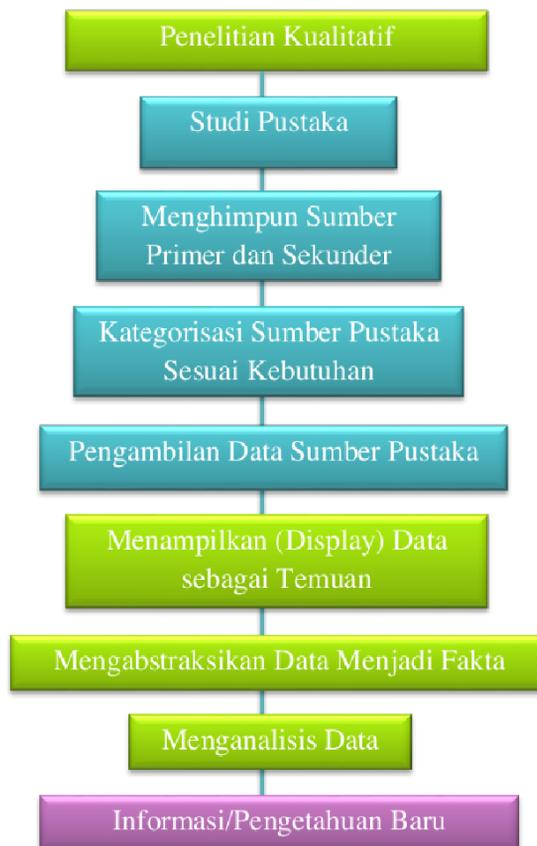 Penelitian Kualitatif
Studi Pustaka
Menghimpun Sumber
Primer dan Sekunder
Kategorisasi Sumber Pustaka
Sesuai Kebutuhan
Pengambilan Data Sumber Pustaka
Menampilkan (Display) Data
sebagai Temuan
Mengabstraksikan Data Menjadi Fakta
Menganalisis Data
Informasi/Pengetahuan Baru